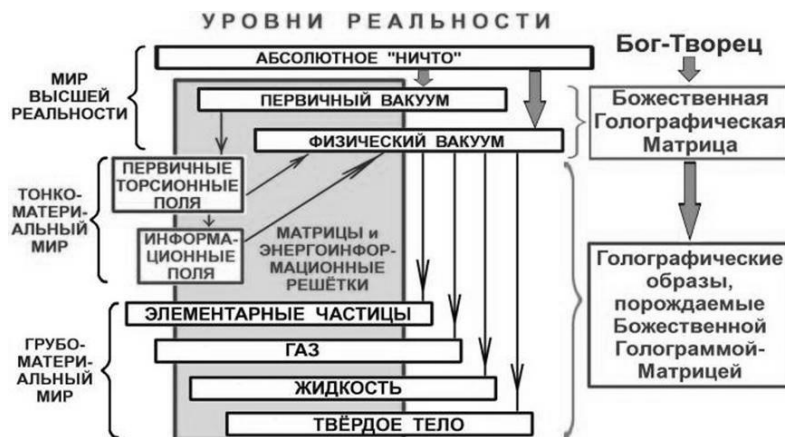 УРОВНИ РЕАЛЬНОСТИ
МИР
ВЫСШЕЙ
РЕАЛЬНОСТИ
АБСОЛЮТНОЕ "НИЧТО"
ПЕРВИЧНЫЙ ВАКУУМ
ФИЗИЧЕСКИЙ ВАКУУМ
ТОНКО-
МАТЕРИ-
АЛЬНЫЙ
МИР
ПЕРВИЧНЫЕ
ТОРСИОННЫЕ
ПОЛЯ
ИНФОРМА-
ЦИОННЫЕ
ПОЛЯ
МАТРИЦЫ и
ЭНЕРГОИНФОР-
МАЦИОННЫЕ
РЕШЁТКИ
ГРУБО-
МАТЕРИ-
АЛЬНЫЙ
МИР
ЭЛЕМЕНТАРНЫЕ ЧАСТИЦЫ
ГАЗ
ЖИДКОСТЬ
ТВЁРДОЕ ТЕЛО
Бог-Творец
Божественная
Голографическая
Матрица
Голографические
образы,
порождаемые
Божественной
Голограммой-
Матрицей